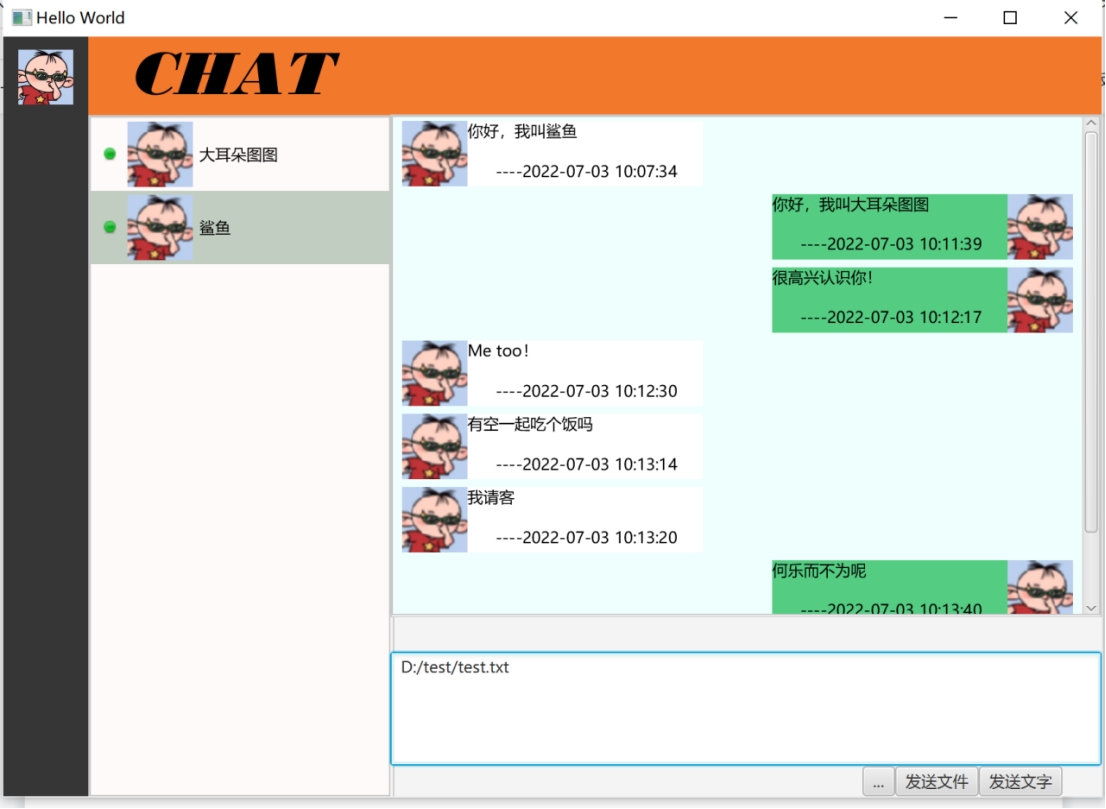 Hello World
CHAT
大耳朵图图
鲨鱼
你好，我叫鲨鱼
----2022-07-03 10:07:34
你好，我叫大耳朵图图
----2022-07-03 10:11:39
很高兴认识你！
----2022-07-03 10:12:17
Me too！
----2022-07-03 10:12:30
有空一起吃个饭吗
----2022-07-03 10:13:14
我请客
----2022-07-03 10:13:20
何乐而不为呢
----2022-07-03 10:13:40
D:/test/test.txt
... 发送文件 发送文字